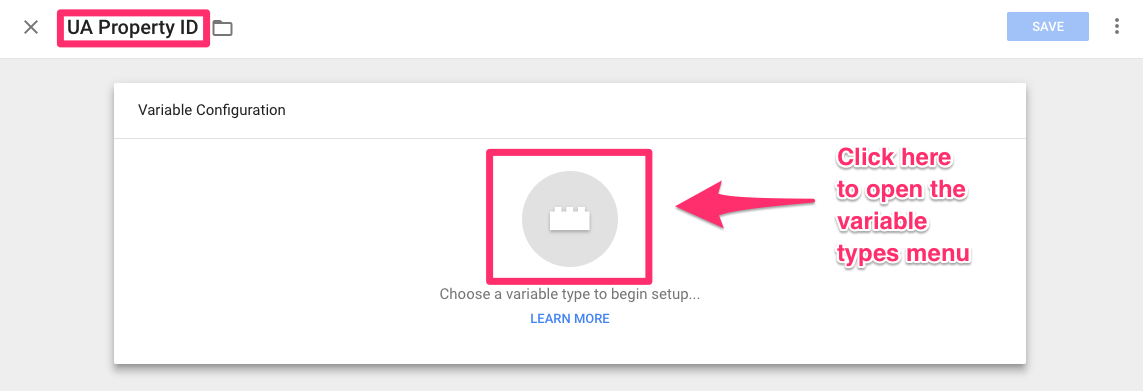 UA Property ID
SAVE
Variable Configuration
Click here
to open the
variable
types menu
Choose a variable type to begin setup...
LEARN MORE